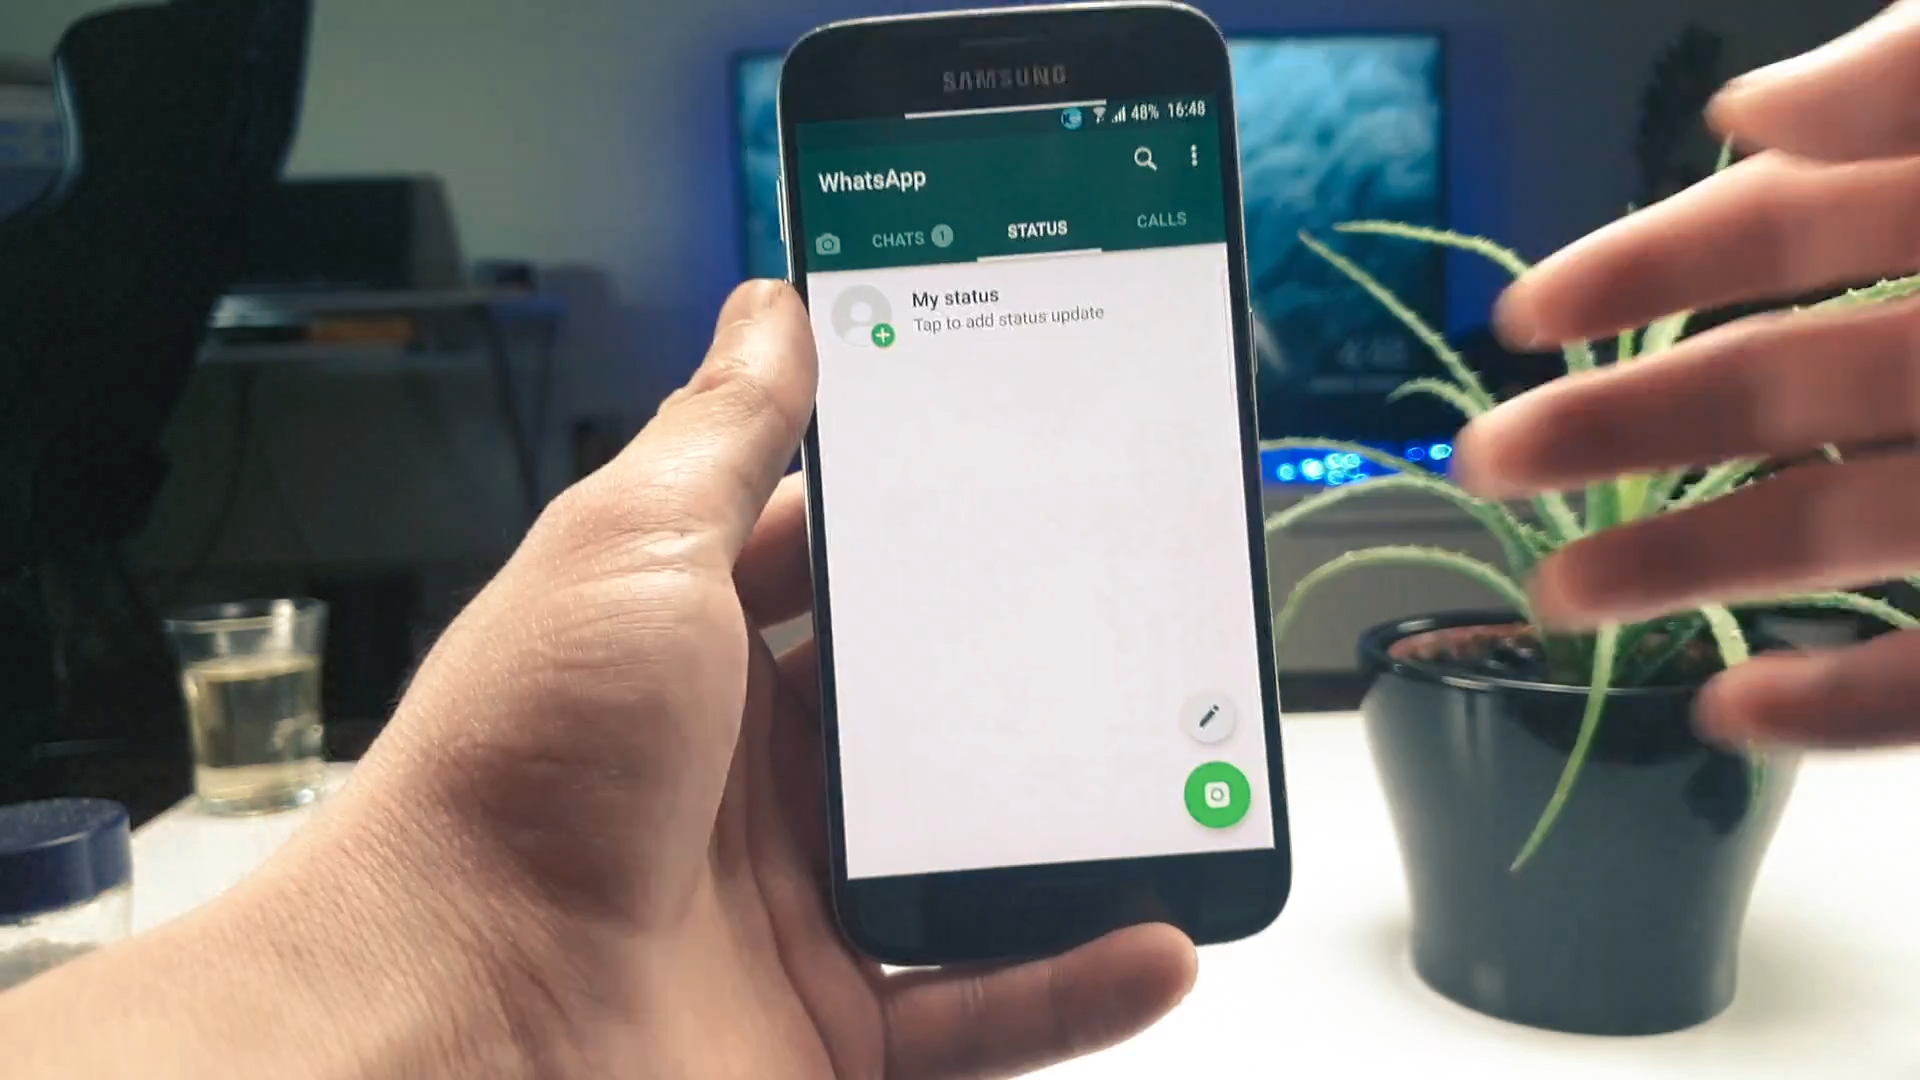 SAMSUNG
48% 16:48
WhatsApp
CHATS 1
STATUS
CALLS
My status
Tap to add status update